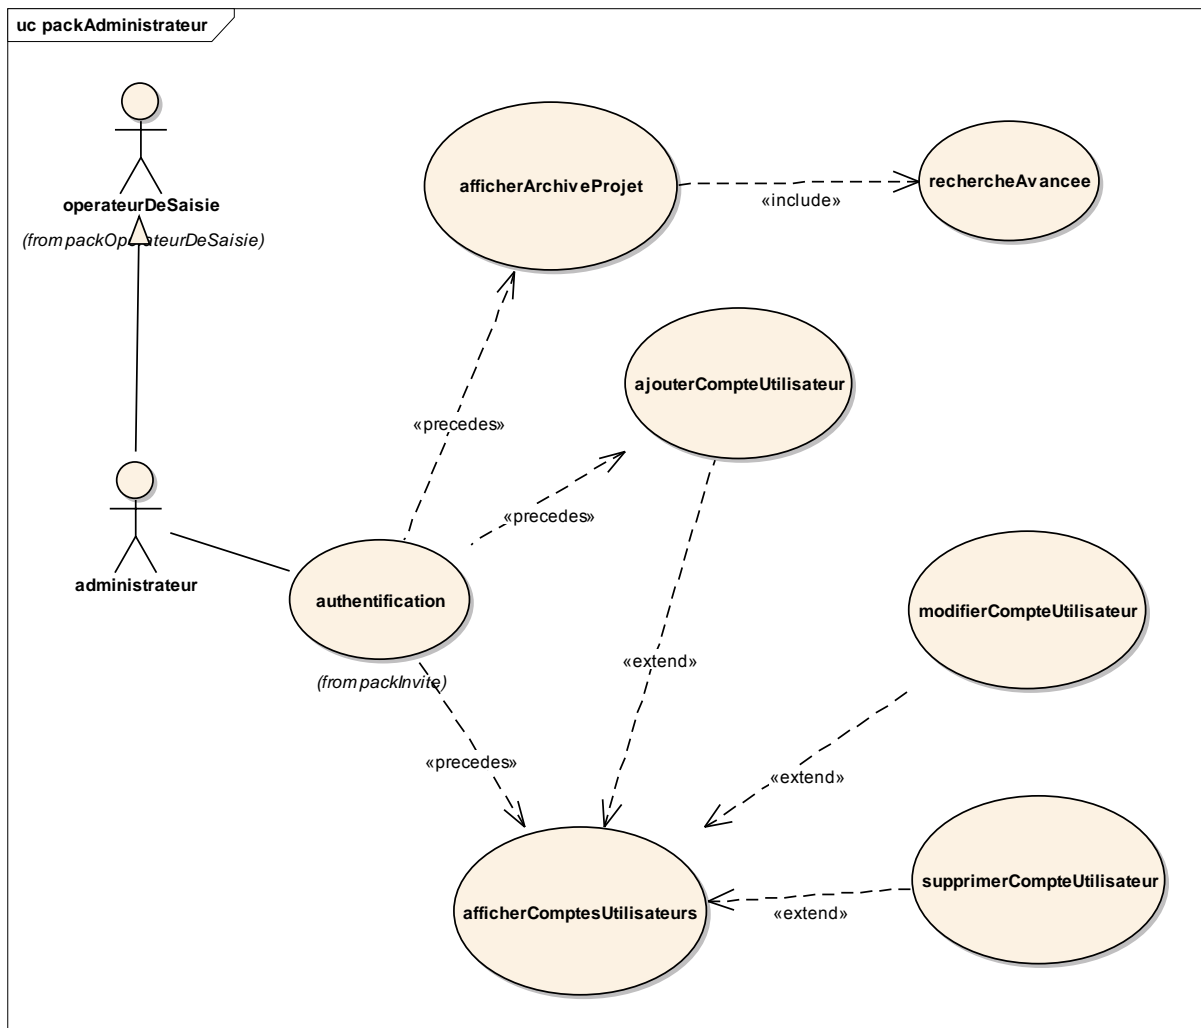 uc packAdministrateur
operateurDeSaisie
(from packOperateurDeSaisie)
afficherArchiveProjet
rechercheAvancee
«include»
ajouterCompteUtilisateur
«precedes»
«precedes»
administrateur
authentification
(from packInvite)
modifierCompteUtilisateur
«extend»
«precedes»
«extend»
supprimerCompteUtilisateur
afficherComptesUtilisateurs
«extend»